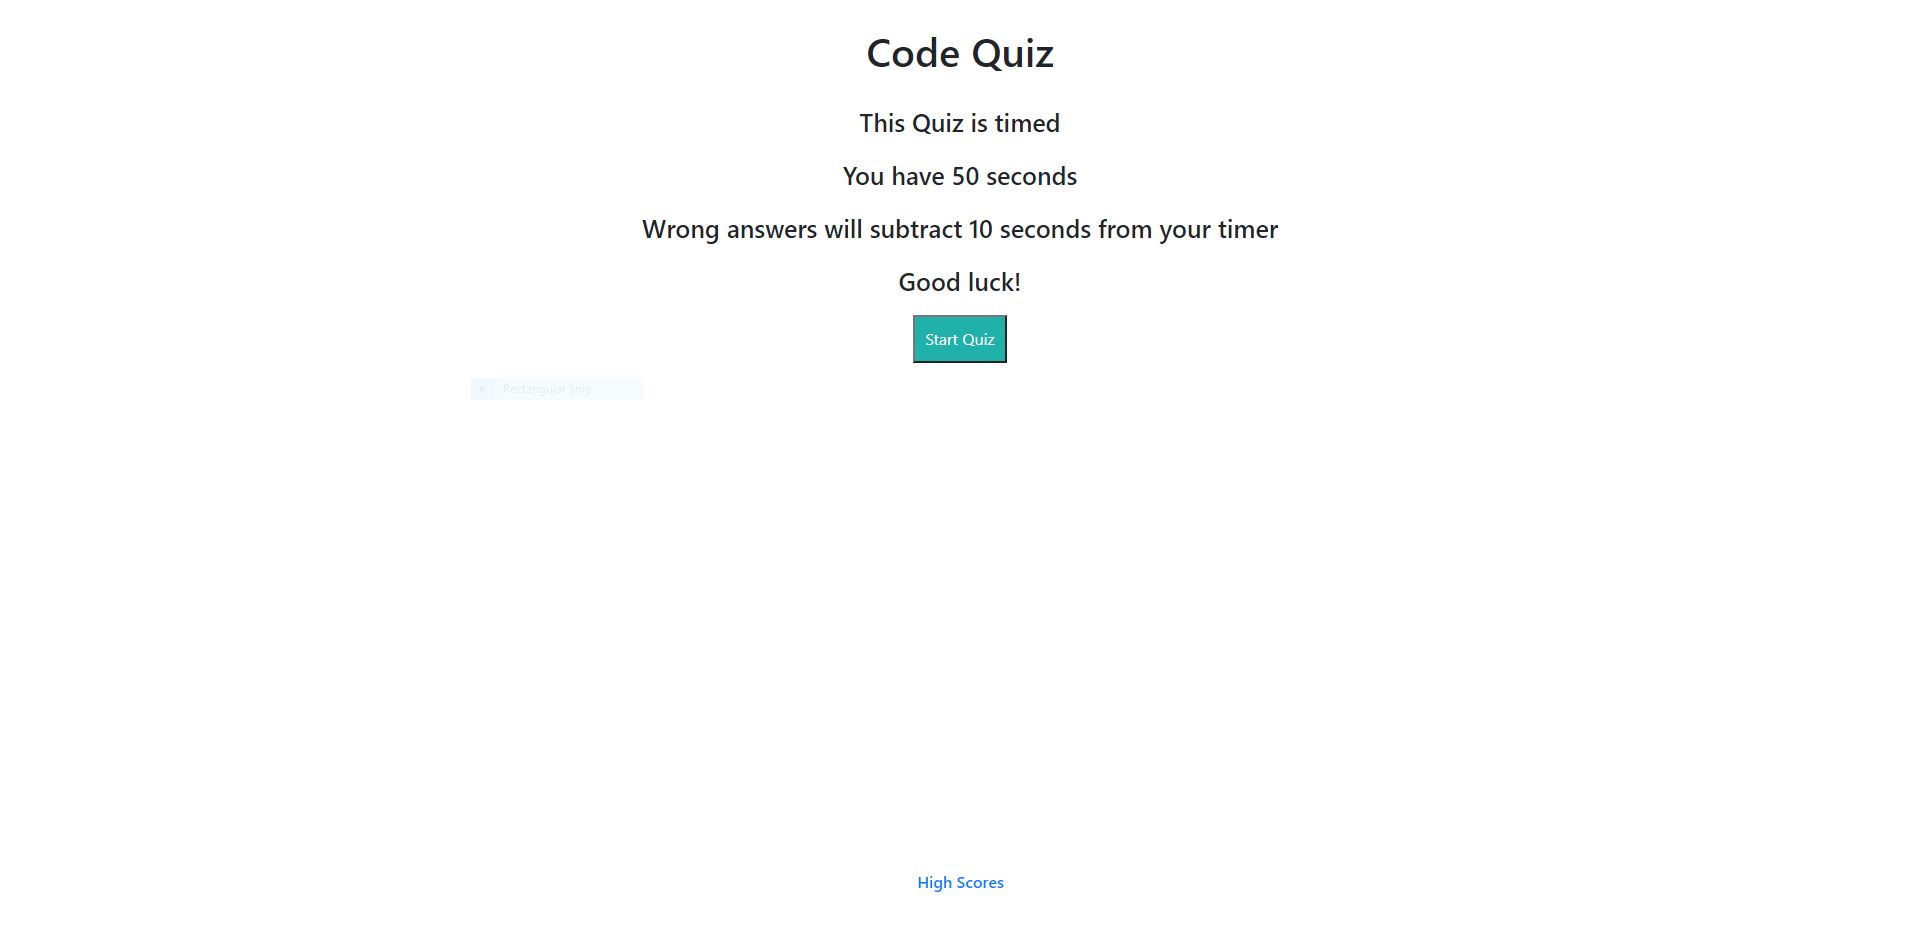 Code Quiz
This Quiz is timed
You have 50 seconds
Wrong answers will subtract 10 seconds from your timer
Good luck!
Start Quiz
Rectangular Snip
High Scores